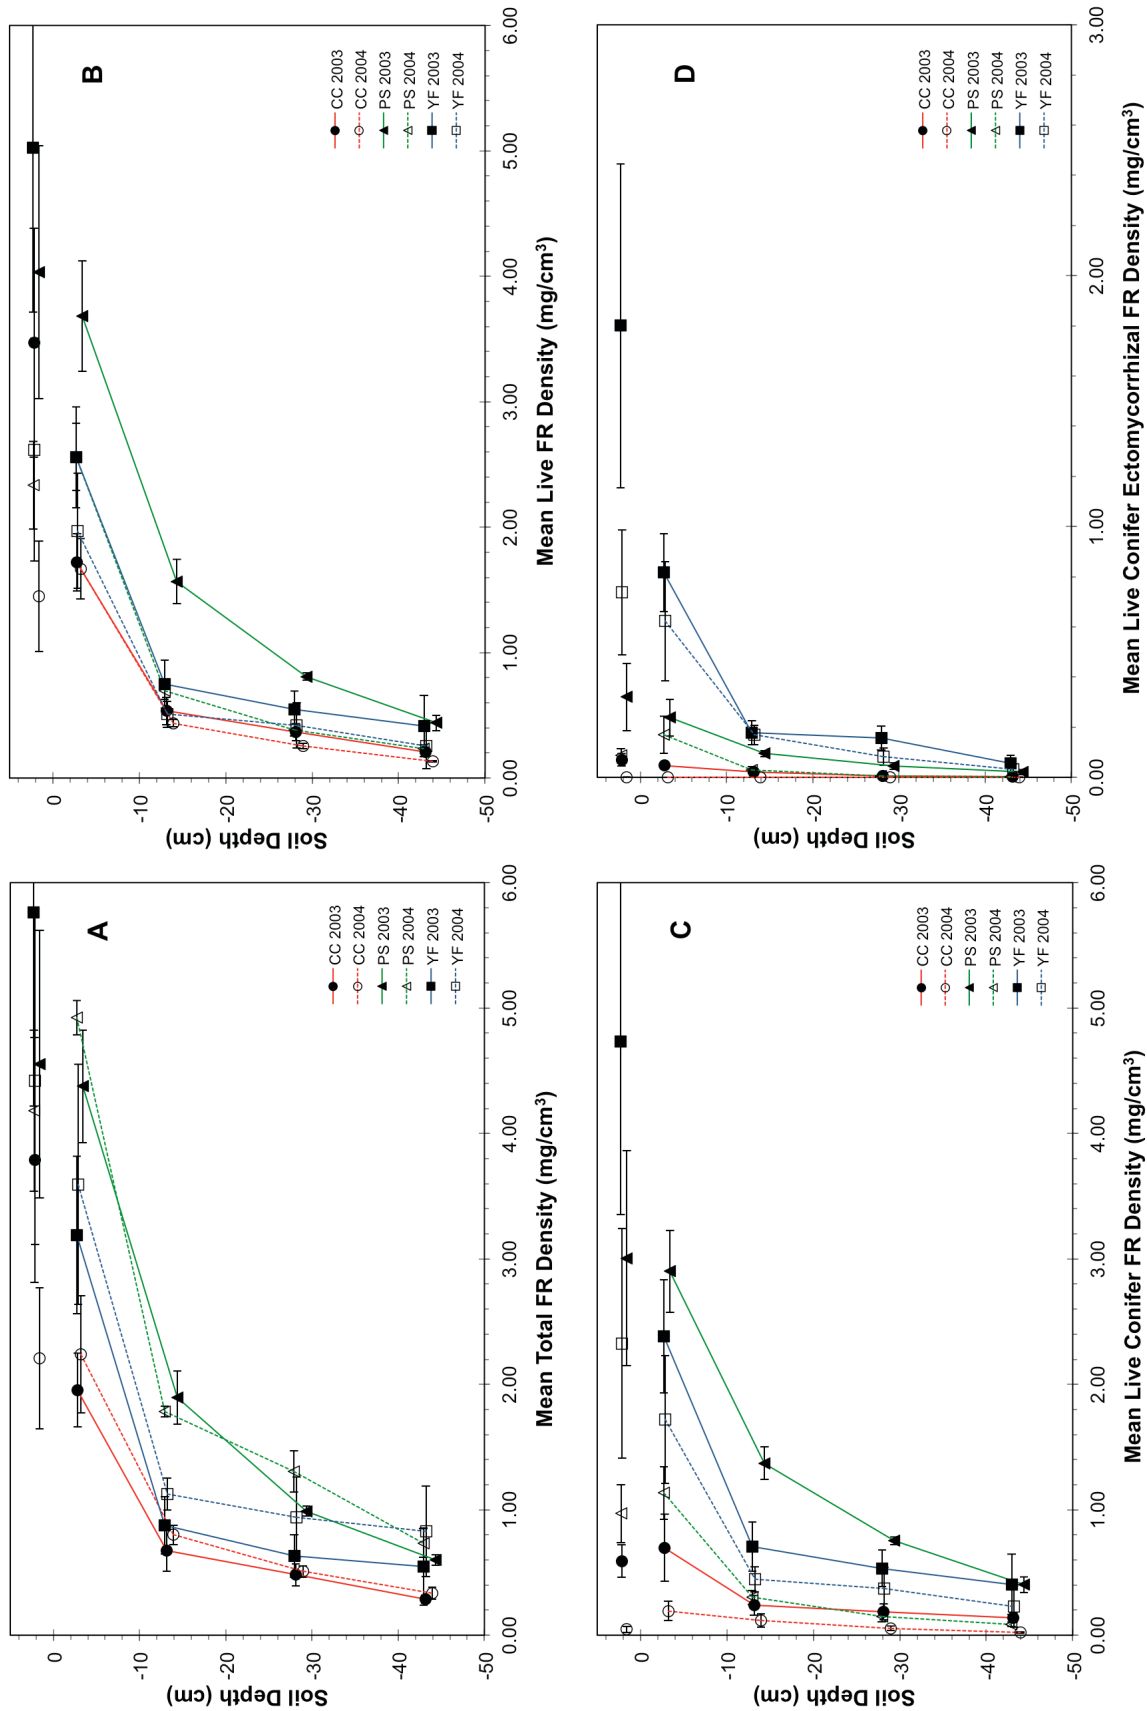 A
0
-10
-20
-30
-40
-50
Soil Depth (cm)
CC 2003
CC 2004
PS 2003
PS 2004
YF 2003
YF 2004
0.00 1.00 2.00 3.00 4.00 5.00 6.00
Mean Total FR Density (mg/cm³)
B
0
-10
-20
-30
-40
-50
Soil Depth (cm)
CC 2003
CC 2004
PS 2003
PS 2004
YF 2003
YF 2004
0.00 1.00 2.00 3.00 4.00 5.00 6.00
Mean Live FR Density (mg/cm³)
C
0
-10
-20
-30
-40
-50
Soil Depth (cm)
CC 2003
CC 2004
PS 2003
PS 2004
YF 2003
YF 2004
0.00 1.00 2.00 3.00 4.00 5.00 6.00
Mean Live Conifer FR Density (mg/cm³)
D
0
-10
-20
-30
-40
-50
Soil Depth (cm)
CC 2003
CC 2004
PS 2003
PS 2004
YF 2003
YF 2004
0.00 1.00 2.00 3.00
Mean Live Conifer Ectomycorrhizal FR Density (mg/cm³)